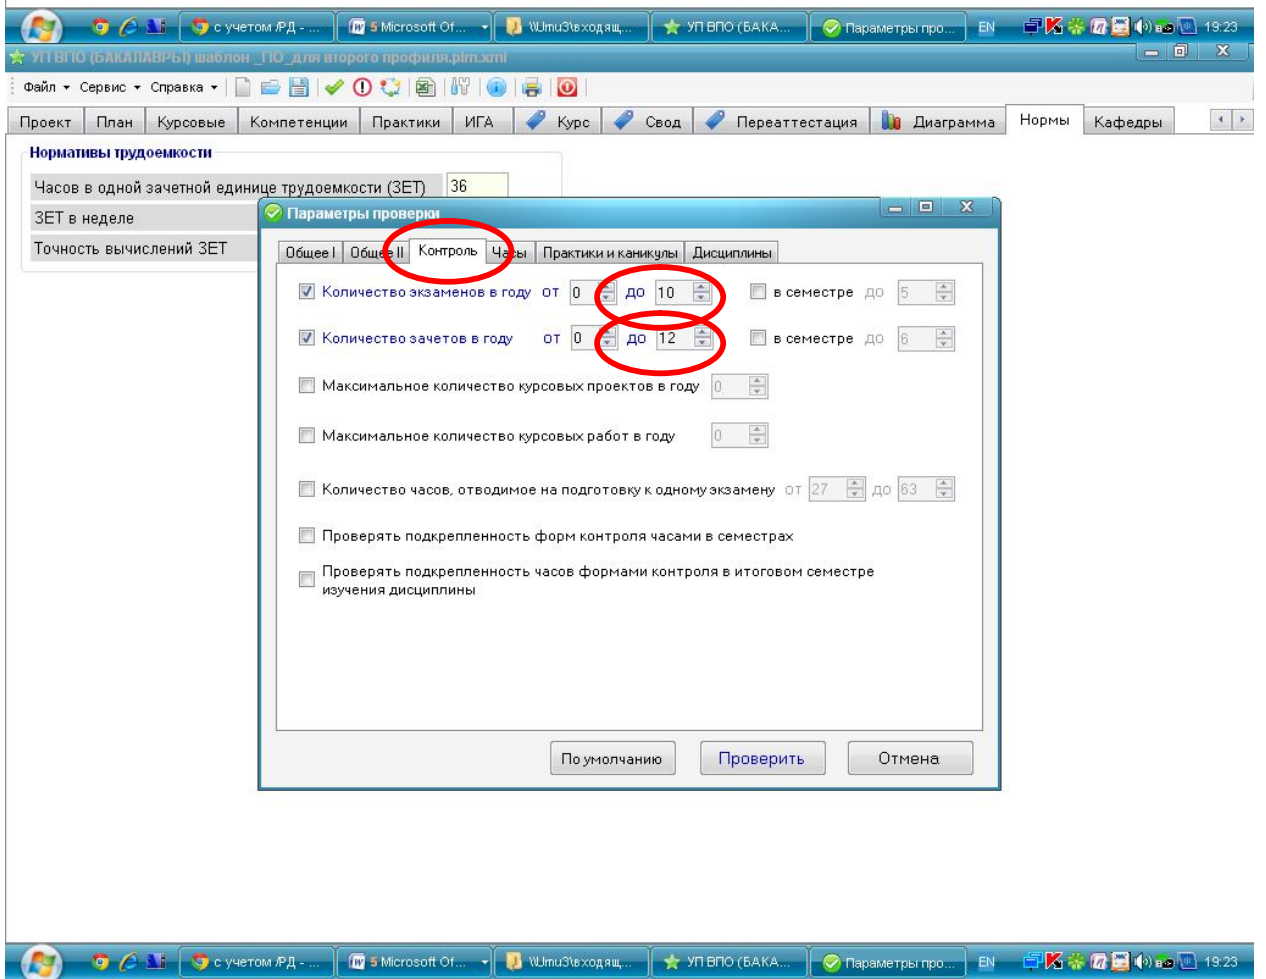 с учетом /РД - ... 5 Microsoft Of... \\Umu3\входящ... УП ВПО (БАКА... Параметры про... EN 19:23
УП ВПО (БАКАЛАВРЫ) шаблон _ГО_для второго профиля.plm.xml
Файл Сервис Справка
Проект План Курсовые Компетенции Практики ИГА Курс Свод Переаттестация Диаграмма Нормы Кафедры
Нормативы трудоемкости
Часов в одной зачетной единице трудоемкости (ЗЕТ) 36
ЗЕТ в неделе
Точность вычислений ЗЕТ
Параметры проверки
Общее I Общее II Контроль Часы Практики и каникулы Дисциплины
Количество экзаменов в году от 0 до 10 в семестре до 5
Количество зачетов в году от 0 до 12 в семестре до 6
Максимальное количество курсовых проектов в году 0
Максимальное количество курсовых работ в году 0
Количество часов, отводимое на подготовку к одному экзамену от 27 до 63
Проверять подкрепленность форм контроля часами в семестрах
Проверять подкрепленность часов формами контроля в итоговом семестре
изучения дисциплины
По умолчанию Проверить Отмена
с учетом /РД - ... 5 Microsoft Of... \\Umu3\входящ... УП ВПО (БАКА... Параметры про... EN 19:23